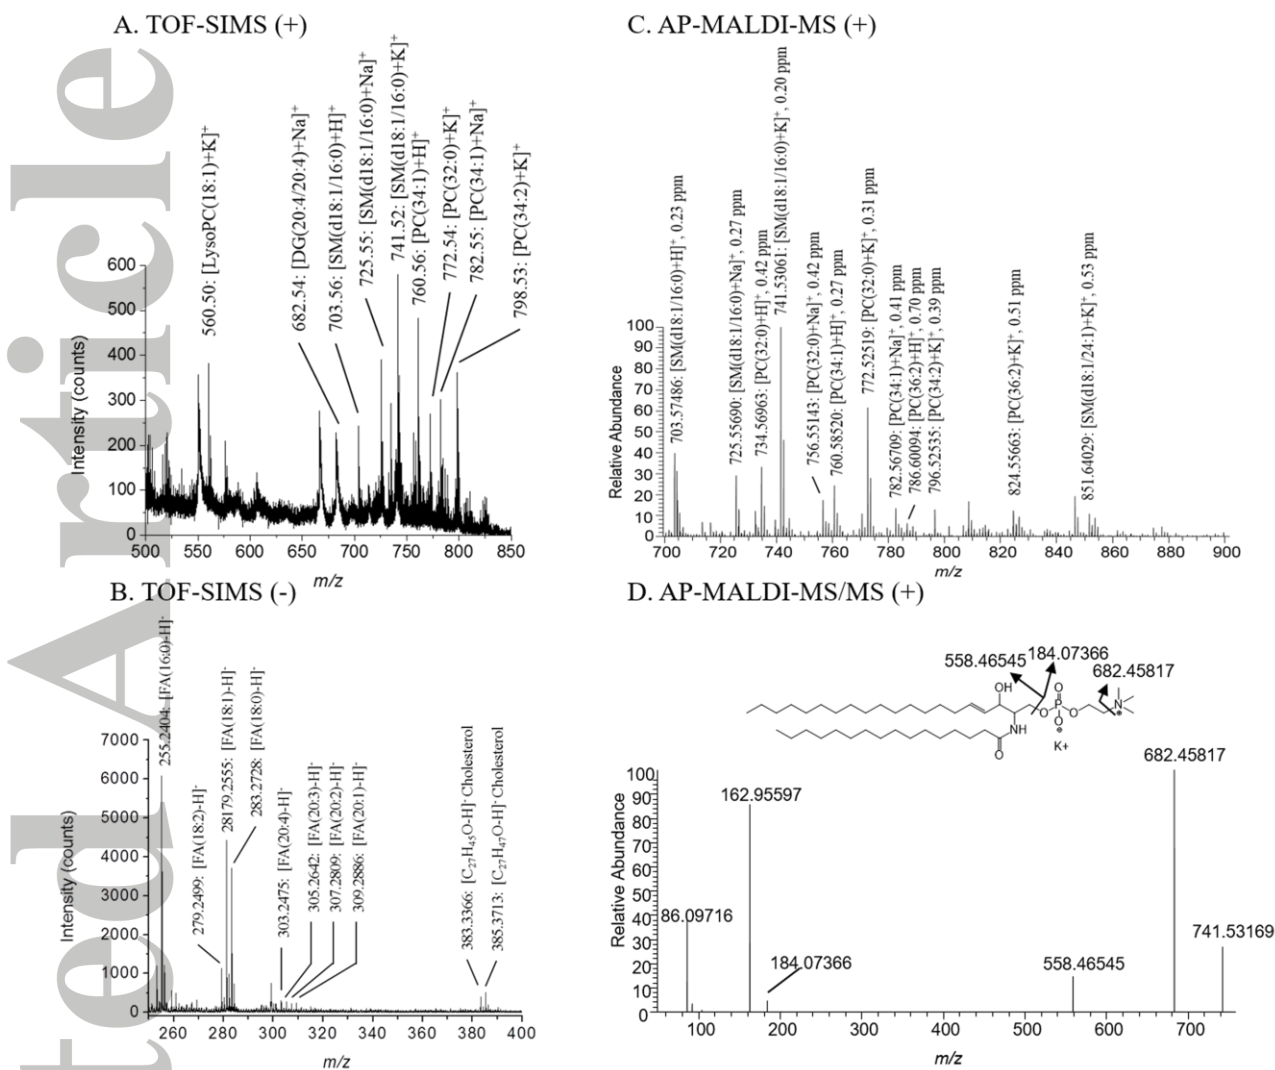 A. TOF-SIMS (+)
560.50: [LysoPC(18:1)+K]⁺
682.54: [DG(20:4/20:4)+Na]⁺
703.56: [SM(d18:1/16:0)+H]⁺
725.55: [SM(d18:1/16:0)+Na]⁺
741.52: [SM(d18:1/16:0)+K]⁺
760.56: [PC(34:1)+H]⁺
772.54: [PC(32:0)+K]⁺
782.55: [PC(34:1)+Na]⁺
798.53: [PC(34:2)+K]⁺
Intensity (counts)
600
500
400
300
200
100
0
500 550 600 650 700 750 800 850
m/z
B. TOF-SIMS (-)
255.2404: [FA(16:0)-H]⁻
279.2499: [FA(18:2)-H]⁻
28179.2555: [FA(18:1)-H]⁻
283.2728: [FA(18:0)-H]⁻
303.2475: [FA(20:4)-H]⁻
305.2642: [FA(20:3)-H]⁻
307.2809: [FA(20:2)-H]⁻
309.2886: [FA(20:1)-H]⁻
383.3366: [C₂₇H₄₅O-H]⁻ Cholesterol
385.3713: [C₂₇H₄₇O-H]⁻ Cholesterol
Intensity (counts)
7000
6000
5000
4000
3000
2000
1000
0
260 280 300 320 340 360 380 400
m/z
C. AP-MALDI-MS (+)
703.57486: [SM(d18:1/16:0)+H]⁺, 0.23 ppm
725.55690: [SM(d18:1/16:0)+Na]⁺, 0.27 ppm
734.56963: [PC(32:0)+H]⁺, 0.42 ppm
741.53061: [SM(d18:1/16:0)+K]⁺, 0.20 ppm
756.55143: [PC(32:0)+Na]⁺, 0.42 ppm
760.58520: [PC(34:1)+H]⁺, 0.27 ppm
772.52519: [PC(32:0)+K]⁺, 0.31 ppm
782.56709: [PC(34:1)+Na]⁺, 0.41 ppm
786.60094: [PC(36:2)+H]⁺, 0.70 ppm
796.52535: [PC(34:2)+K]⁺, 0.39 ppm
824.55663: [PC(36:2)+K]⁺, 0.51 ppm
851.64029: [SM(d18:1/24:1)+K]⁺, 0.53 ppm
Relative Abundance
100
90
80
70
60
50
40
30
20
10
0
700 720 740 760 780 800 820 840 860 880 900
m/z
D. AP-MALDI-MS/MS (+)
558.46545
184.07366
682.45817
OH
O
O
P
O
O
N
NH
O
K+
682.45817
162.95597
86.09716
184.07366
558.46545
741.53169
Relative Abundance
100
90
80
70
60
50
40
30
20
10
0
100 200 300 400 500 600 700
m/z
ted Article